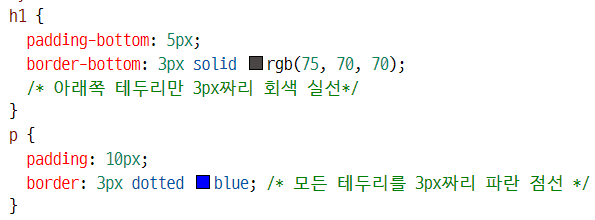 h1 {
  padding-bottom: 5px;
  border-bottom: 3px solid rgb(75, 70, 70);
  /* 아래쪽 테두리만 3px짜리 회색 실선*/
}
p {
  padding: 10px;
  border: 3px dotted blue; /* 모든 테두리를 3px짜리 파란 점선 */
}